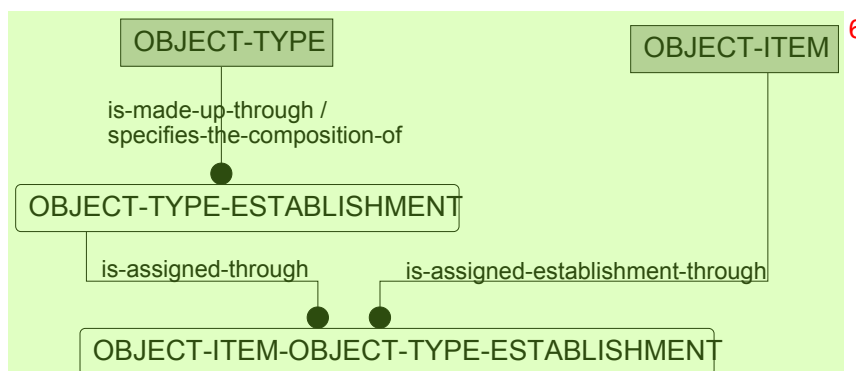 OBJECT-TYPE
OBJECT-ITEM
6
is-made-up-through /
specifies-the-composition-of
OBJECT-TYPE-ESTABLISHMENT
is-assigned-through
is-assigned-establishment-through
OBJECT-ITEM-OBJECT-TYPE-ESTABLISHMENT